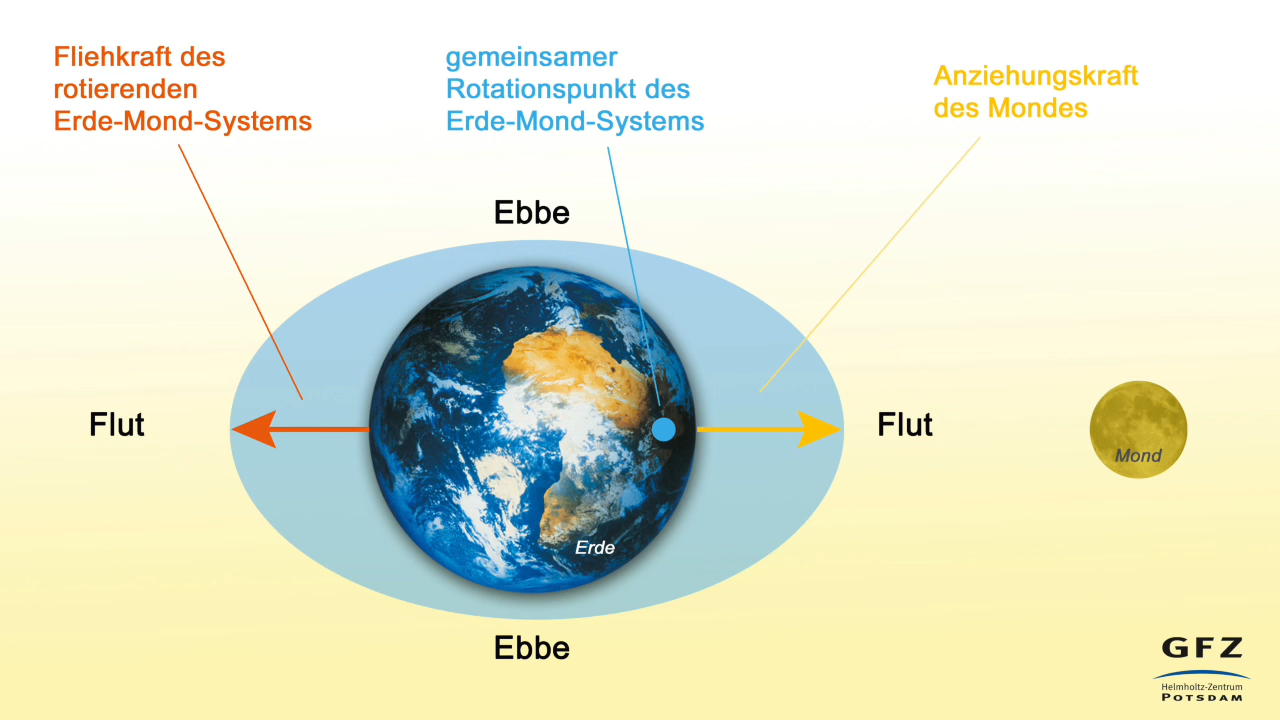 Fliehkraft des
rotierenden
Erde-Mond-Systems
gemeinsamer
Rotationspunkt des
Erde-Mond-Systems
Anziehungskraft
des Mondes
Ebbe
Flut
Flut
Mond
Erde
Ebbe
GFZ
Helmholtz-Zentrum
POTSDAM